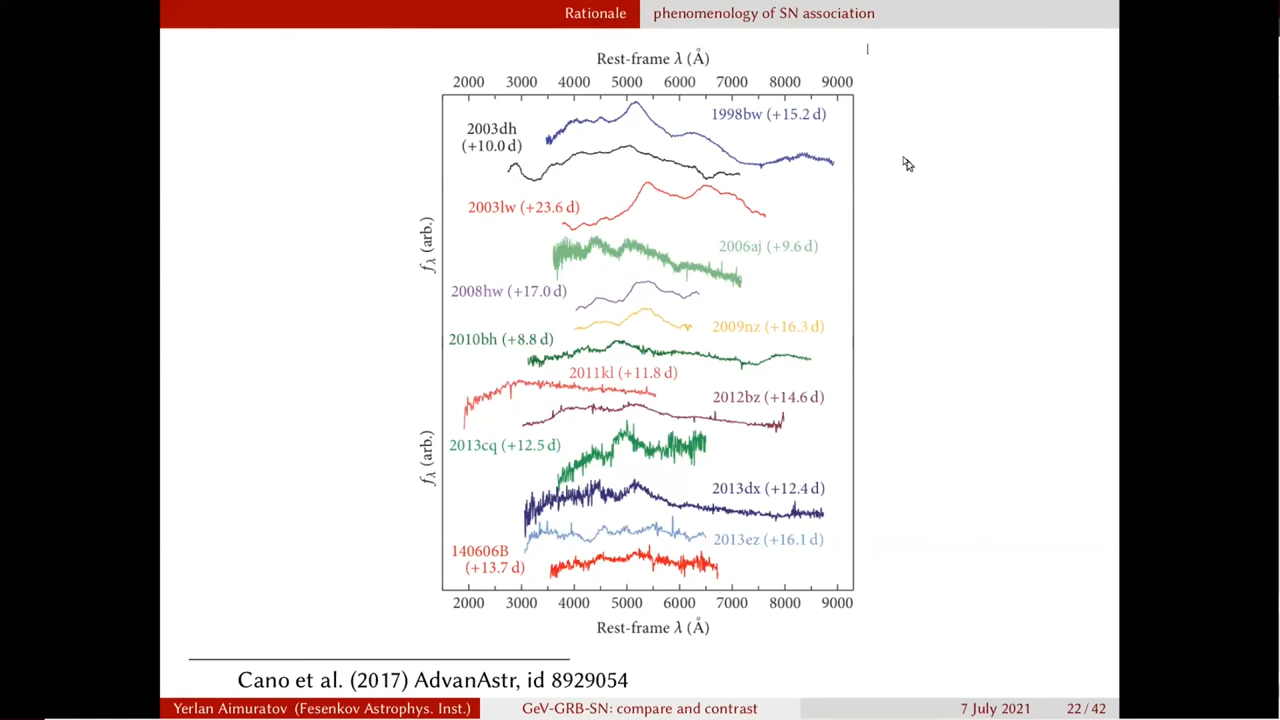 Rationale phenomenology of SN association
Rest-frame λ (Å)
2000 3000 4000 5000 6000 7000 8000 9000
1998bw (+15.2 d)
2003dh
(+10.0 d)
2003lw (+23.6 d)
2006aj (+9.6 d)
2008hw (+17.0 d)
2009nz (+16.3 d)
2010bh (+8.8 d)
2011kl (+11.8 d)
2012bz (+14.6 d)
2013cq (+12.5 d)
2013dx (+12.4 d)
2013ez (+16.1 d)
140606B
(+13.7 d)
fλ (arb.)
fλ (arb.)
2000 3000 4000 5000 6000 7000 8000 9000
Rest-frame λ (Å)
Cano et al. (2017) AdvanAstr, id 8929054
Yerlan Aimuratov (Fesenkov Astrophys. Inst.) GeV-GRB-SN: compare and contrast 7 July 2021 22 / 42